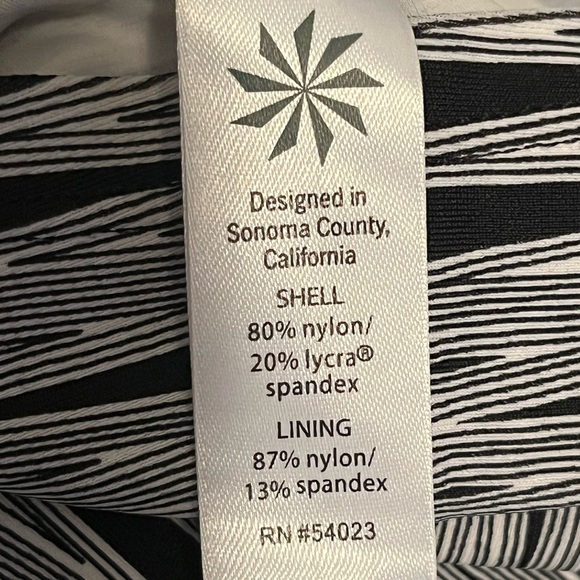 Designed in
Sonoma County,
California
SHELL
80% nylon/
20% lycra®
spandex
LINING
87% nylon/
13% spandex
RN #54023